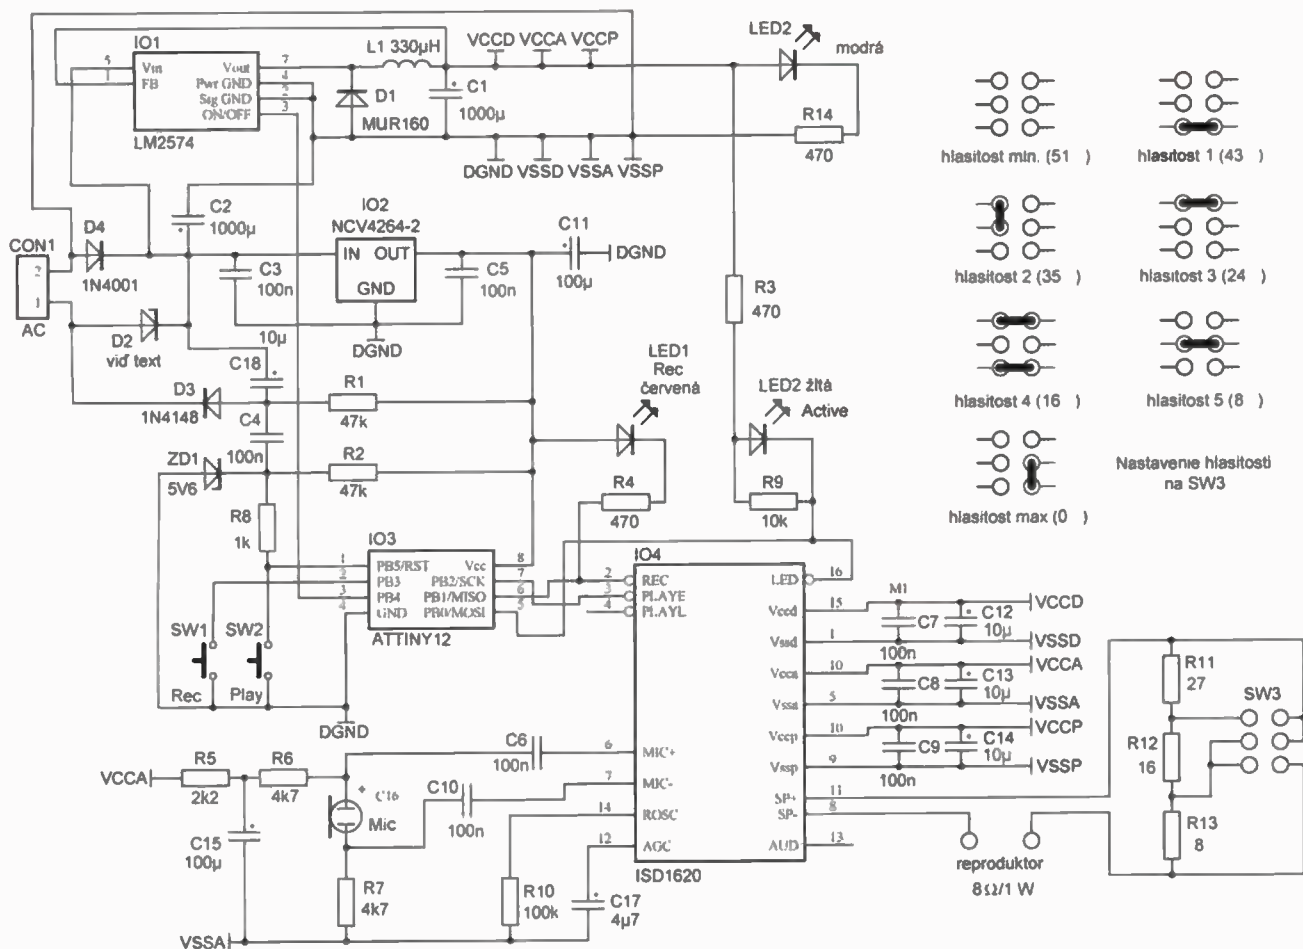 IO1
5
Vin
Vout
7
1
FB
Pwr GND
4
Sig GND
2
ON/OFF
3
LM2574
L1 330µH
VCCD
VCCA
VCCP
D1
MUR160
C1
1000µ
LED2
modrá
R14
470
DGND
VSSD
VSSA
VSSP
C2
1000µ
IO2
NCV4264-2
IN
OUT
GND
DGND
C11
100µ
DGND
CON1
2
1
AC
D4
1N4001
C3
100n
C5
100n
D2
viď text
10µ
C18
D3
1N4148
C4
100n
R1
47k
R2
47k
ZD1
5V6
R8
1k
R3
470
LED1
Rec
červená
LED2 žltá
Active
R4
470
R9
10k
IO3
1
PB5/RST
Vcc
8
2
PB3
PB2/SCK
7
3
PB4
PB1/MISO
6
4
GND
PB0/MOSI
5
ATTINY12
SW1
SW2
Rec
Play
DGND
IO4
2
REC
LED
16
3
PLAYE
Vccd
15
4
PLAYL
Vssd
1
Vcca
10
Vssa
5
Vccp
10
6
MIC+
Vssp
9
7
MIC-
SP+
11
SP-
8
14
ROSC
12
AGC
AUD
13
ISD1620
M1
C7
100n
C12
10µ
VCCD
VSSD
C8
100n
C13
10µ
VCCA
VSSA
C9
100n
C14
10µ
VCCP
VSSP
R11
27
R12
16
R13
8
SW3
reproduktor
8Ω/1 W
VCCA
R5
2k2
R6
4k7
C6
100n
C16
Mic
C10
100n
C15
100µ
R7
4k7
R10
100k
C17
4µ7
VSSA
hlasitost min. (51 )
hlasitost 1 (43 )
hlasitost 2 (35 )
hlasitost 3 (24 )
hlasitost 4 (16 )
hlasitost 5 (8 )
hlasitost max (0 )
Nastavenie hlasitosti
na SW3